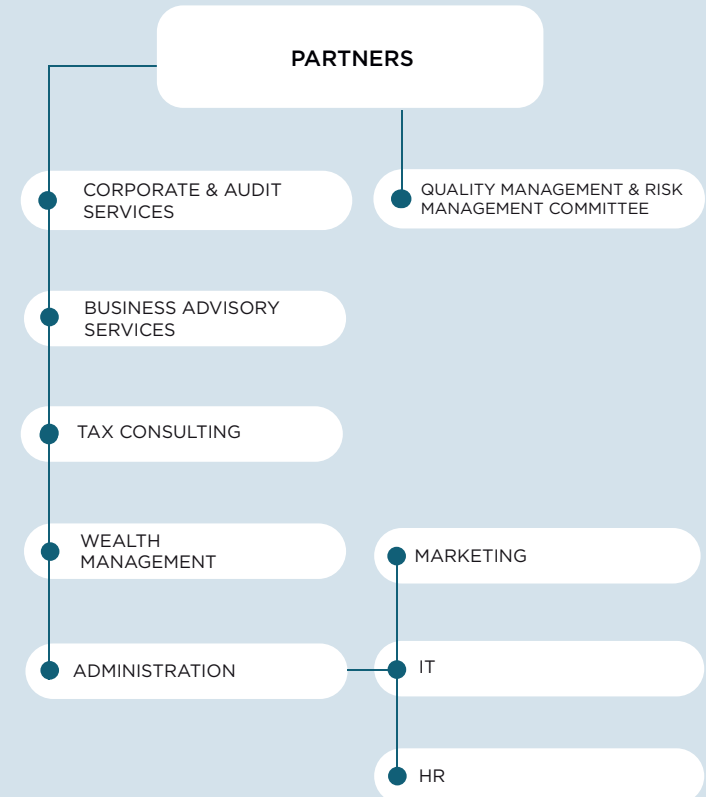 PARTNERS
CORPORATE & AUDIT
SERVICES
QUALITY MANAGEMENT & RISK
MANAGEMENT COMMITTEE
BUSINESS ADVISORY
SERVICES
TAX CONSULTING
WEALTH
MANAGEMENT
MARKETING
ADMINISTRATION
IT
HR